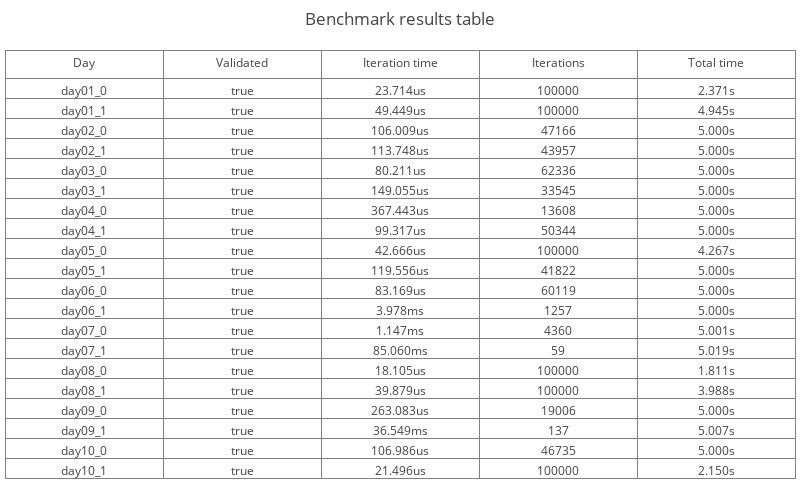 Benchmark results table
Day Validated Iteration time Iterations Total time
day01_0 true 23.714us 100000 2.371s
day01_1 true 49.449us 100000 4.945s
day02_0 true 106.009us 47166 5.000s
day02_1 true 113.748us 43957 5.000s
day03_0 true 80.211us 62336 5.000s
day03_1 true 149.055us 33545 5.000s
day04_0 true 367.443us 13608 5.000s
day04_1 true 99.317us 50344 5.000s
day05_0 true 42.666us 100000 4.267s
day05_1 true 119.556us 41822 5.000s
day06_0 true 83.169us 60119 5.000s
day06_1 true 3.978ms 1257 5.000s
day07_0 true 1.147ms 4360 5.001s
day07_1 true 85.060ms 59 5.019s
day08_0 true 18.105us 100000 1.811s
day08_1 true 39.879us 100000 3.988s
day09_0 true 263.083us 19006 5.000s
day09_1 true 36.549ms 137 5.007s
day10_0 true 106.986us 46735 5.000s
day10_1 true 21.496us 100000 2.150s